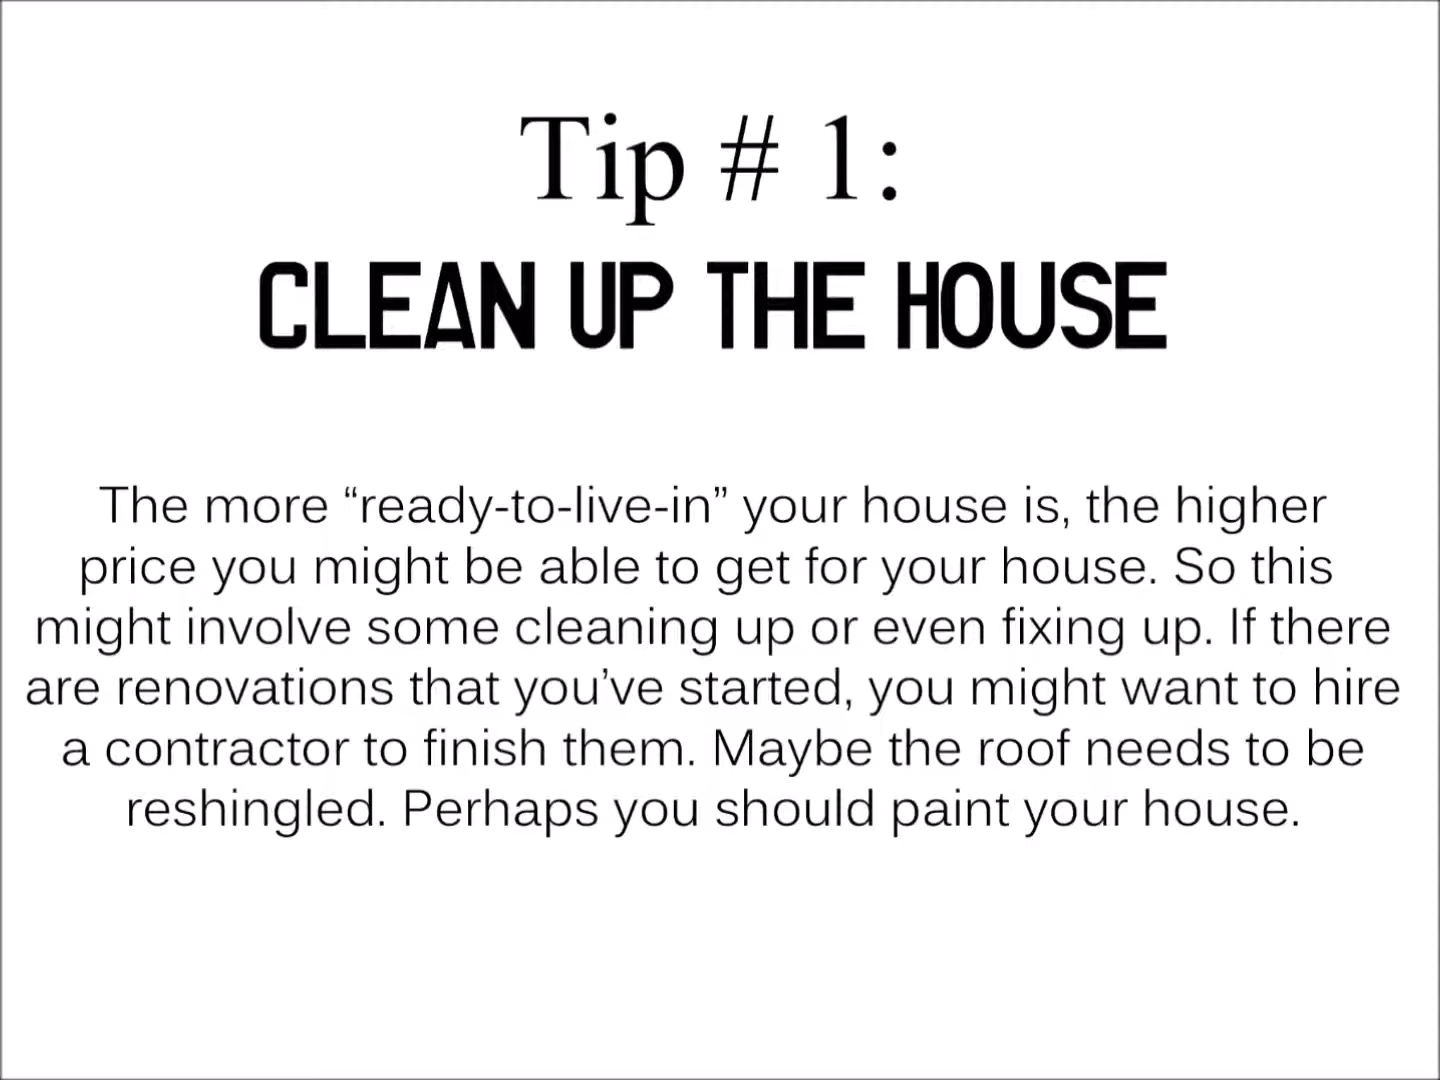 Tip # 1:
CLEAN UP THE HOUSE
The more “ready-to-live-in” your house is, the higher
price you might be able to get for your house. So this
might involve some cleaning up or even fixing up. If there
are renovations that you’ve started, you might want to hire
a contractor to finish them. Maybe the roof needs to be
reshingled. Perhaps you should paint your house.